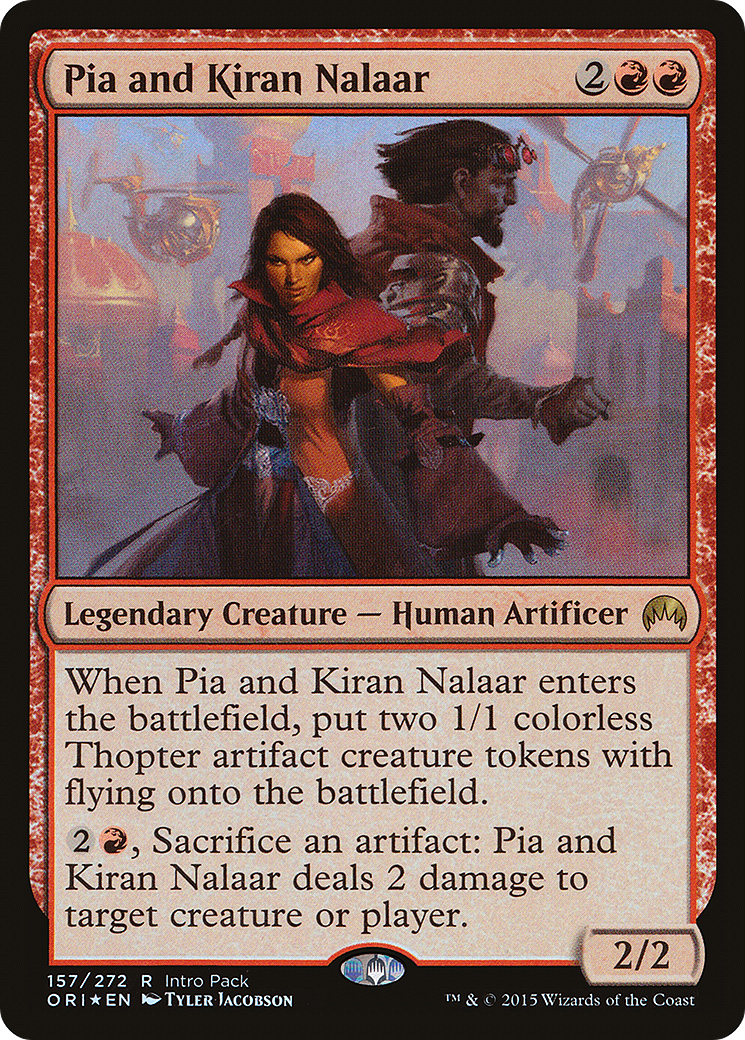 Pia and Kiran Nalaar 2
Legendary Creature — Human Artificer
When Pia and Kiran Nalaar enters
the battlefield, put two 1/1 colorless
Thopter artifact creature tokens with
flying onto the battlefield.
2 , Sacrifice an artifact: Pia and
Kiran Nalaar deals 2 damage to
target creature or player.
2/2
157/272 R Intro Pack
ORI★EN Tyler Jacobson
™ & © 2015 Wizards of the Coast